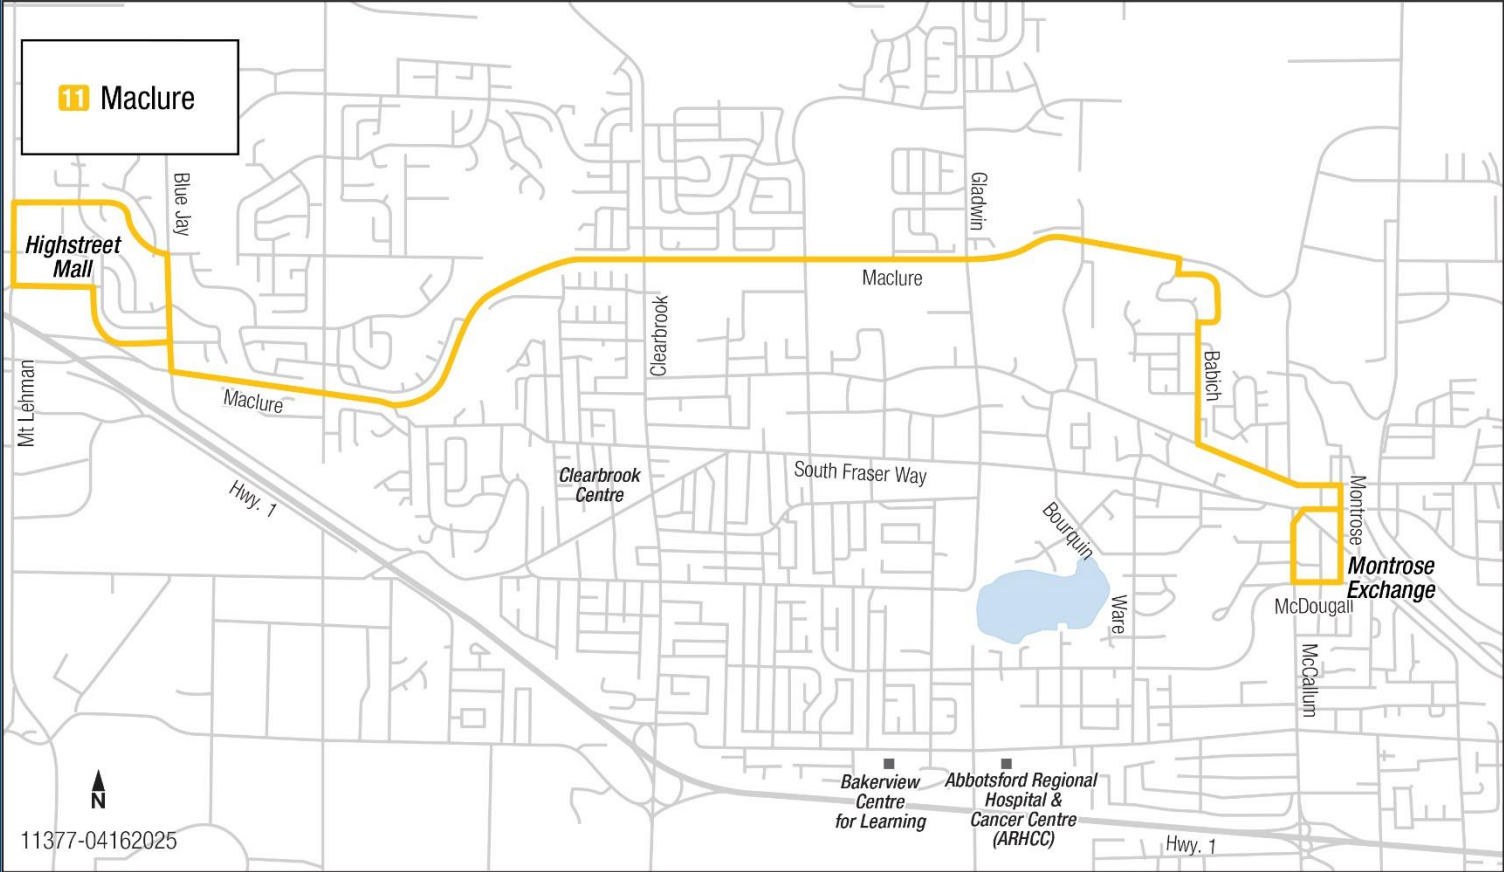 11 Maclure
Blue Jay
Gladwin
Highstreet
Mall
Maclure
Clearbrook
Mt Lehman
Maclure
Babich
Clearbrook
Centre
South Fraser Way
Hwy. 1
Bourquin
Montrose
Montrose
Exchange
McDougall
Ware
McCallum
Bakerview
Centre
for Learning
Abbotsford Regional
Hospital &
Cancer Centre
(ARHCC)
N
11377-04162025
Hwy. 1